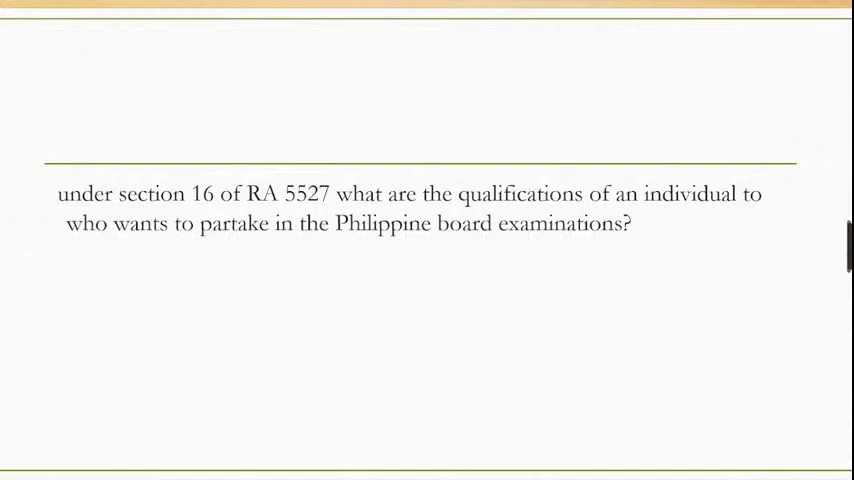 under section 16 of RA 5527 what are the qualifications of an individual to
who wants to partake in the Philippine board examinations?